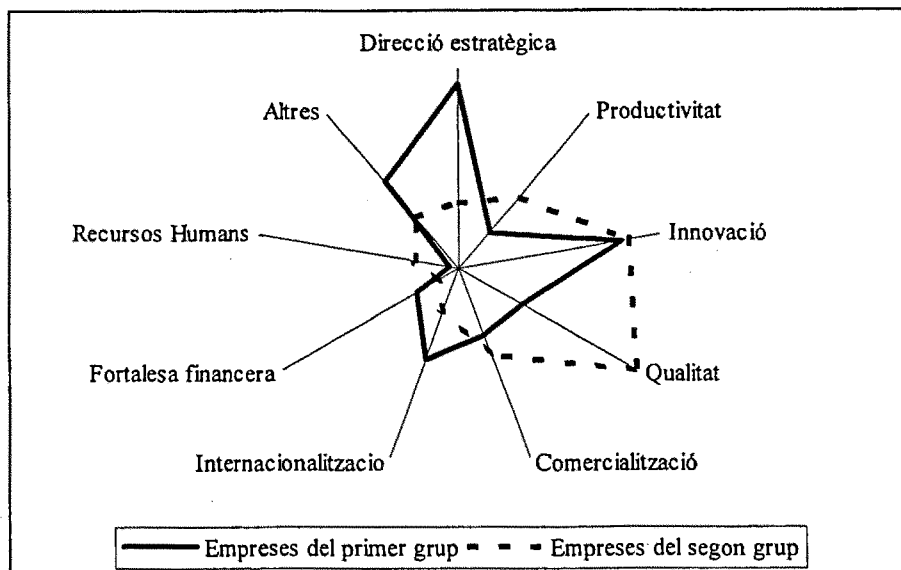 Direcció estratègica
Altres
Productivitat
Recursos Humans
Innovació
Fortalesa financera
Qualitat
Internacionalitzacio
Comercialització
Empreses del primer grup
Empreses del segon grup